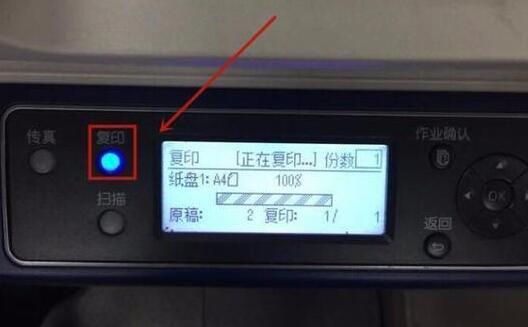 传真
复印
扫描
复印 [正在复印...] 份数 1
纸盘1: A4 100%
原稿: 2 复印: 1/ 1
作业确认
OK
返回